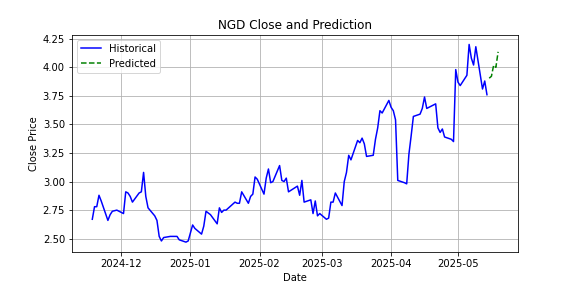 NGD Close and Prediction
Historical
Predicted
4.25
4.00
3.75
3.50
3.25
3.00
2.75
2.50
Close Price
2024-12
2025-01
2025-02
2025-03
2025-04
2025-05
Date